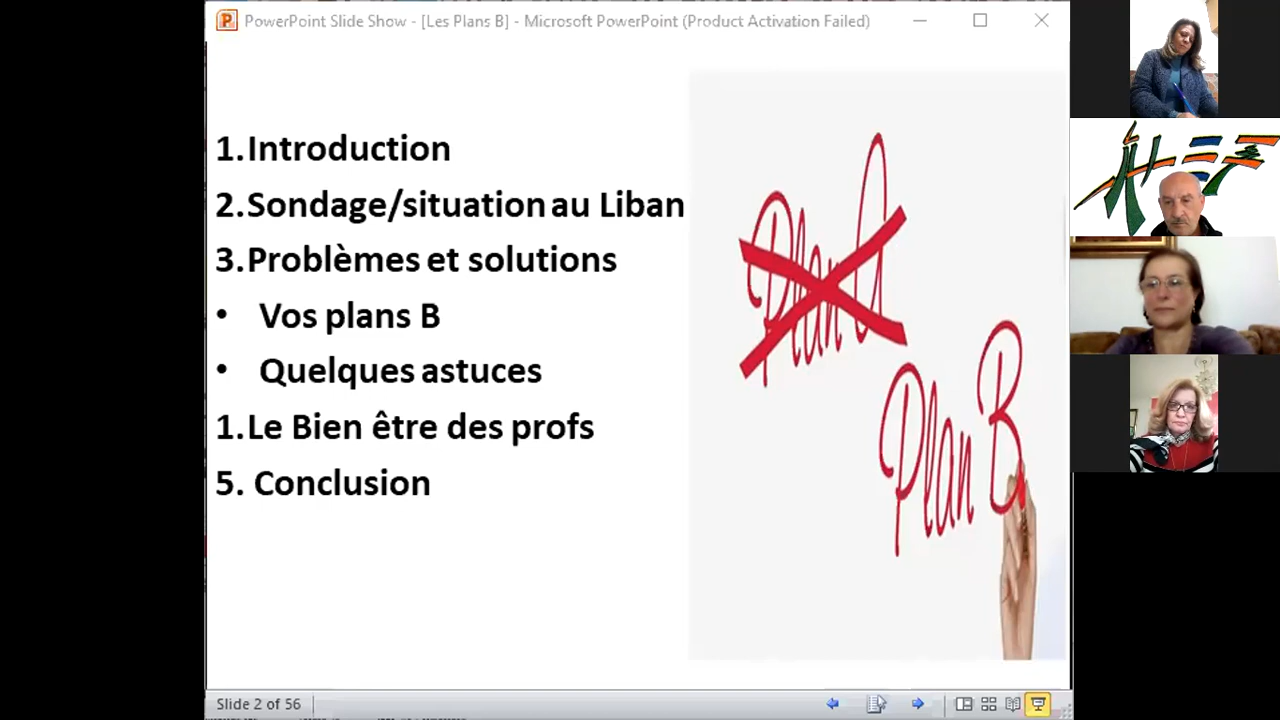 PowerPoint Slide Show - [Les Plans B] - Microsoft PowerPoint (Product Activation Failed)
1.Introduction
2.Sondage/situation au Liban
3.Problèmes et solutions
• Vos plans B
• Quelques astuces
1.Le Bien être des profs
5. Conclusion
Plan A
Plan B
Slide 2 of 56